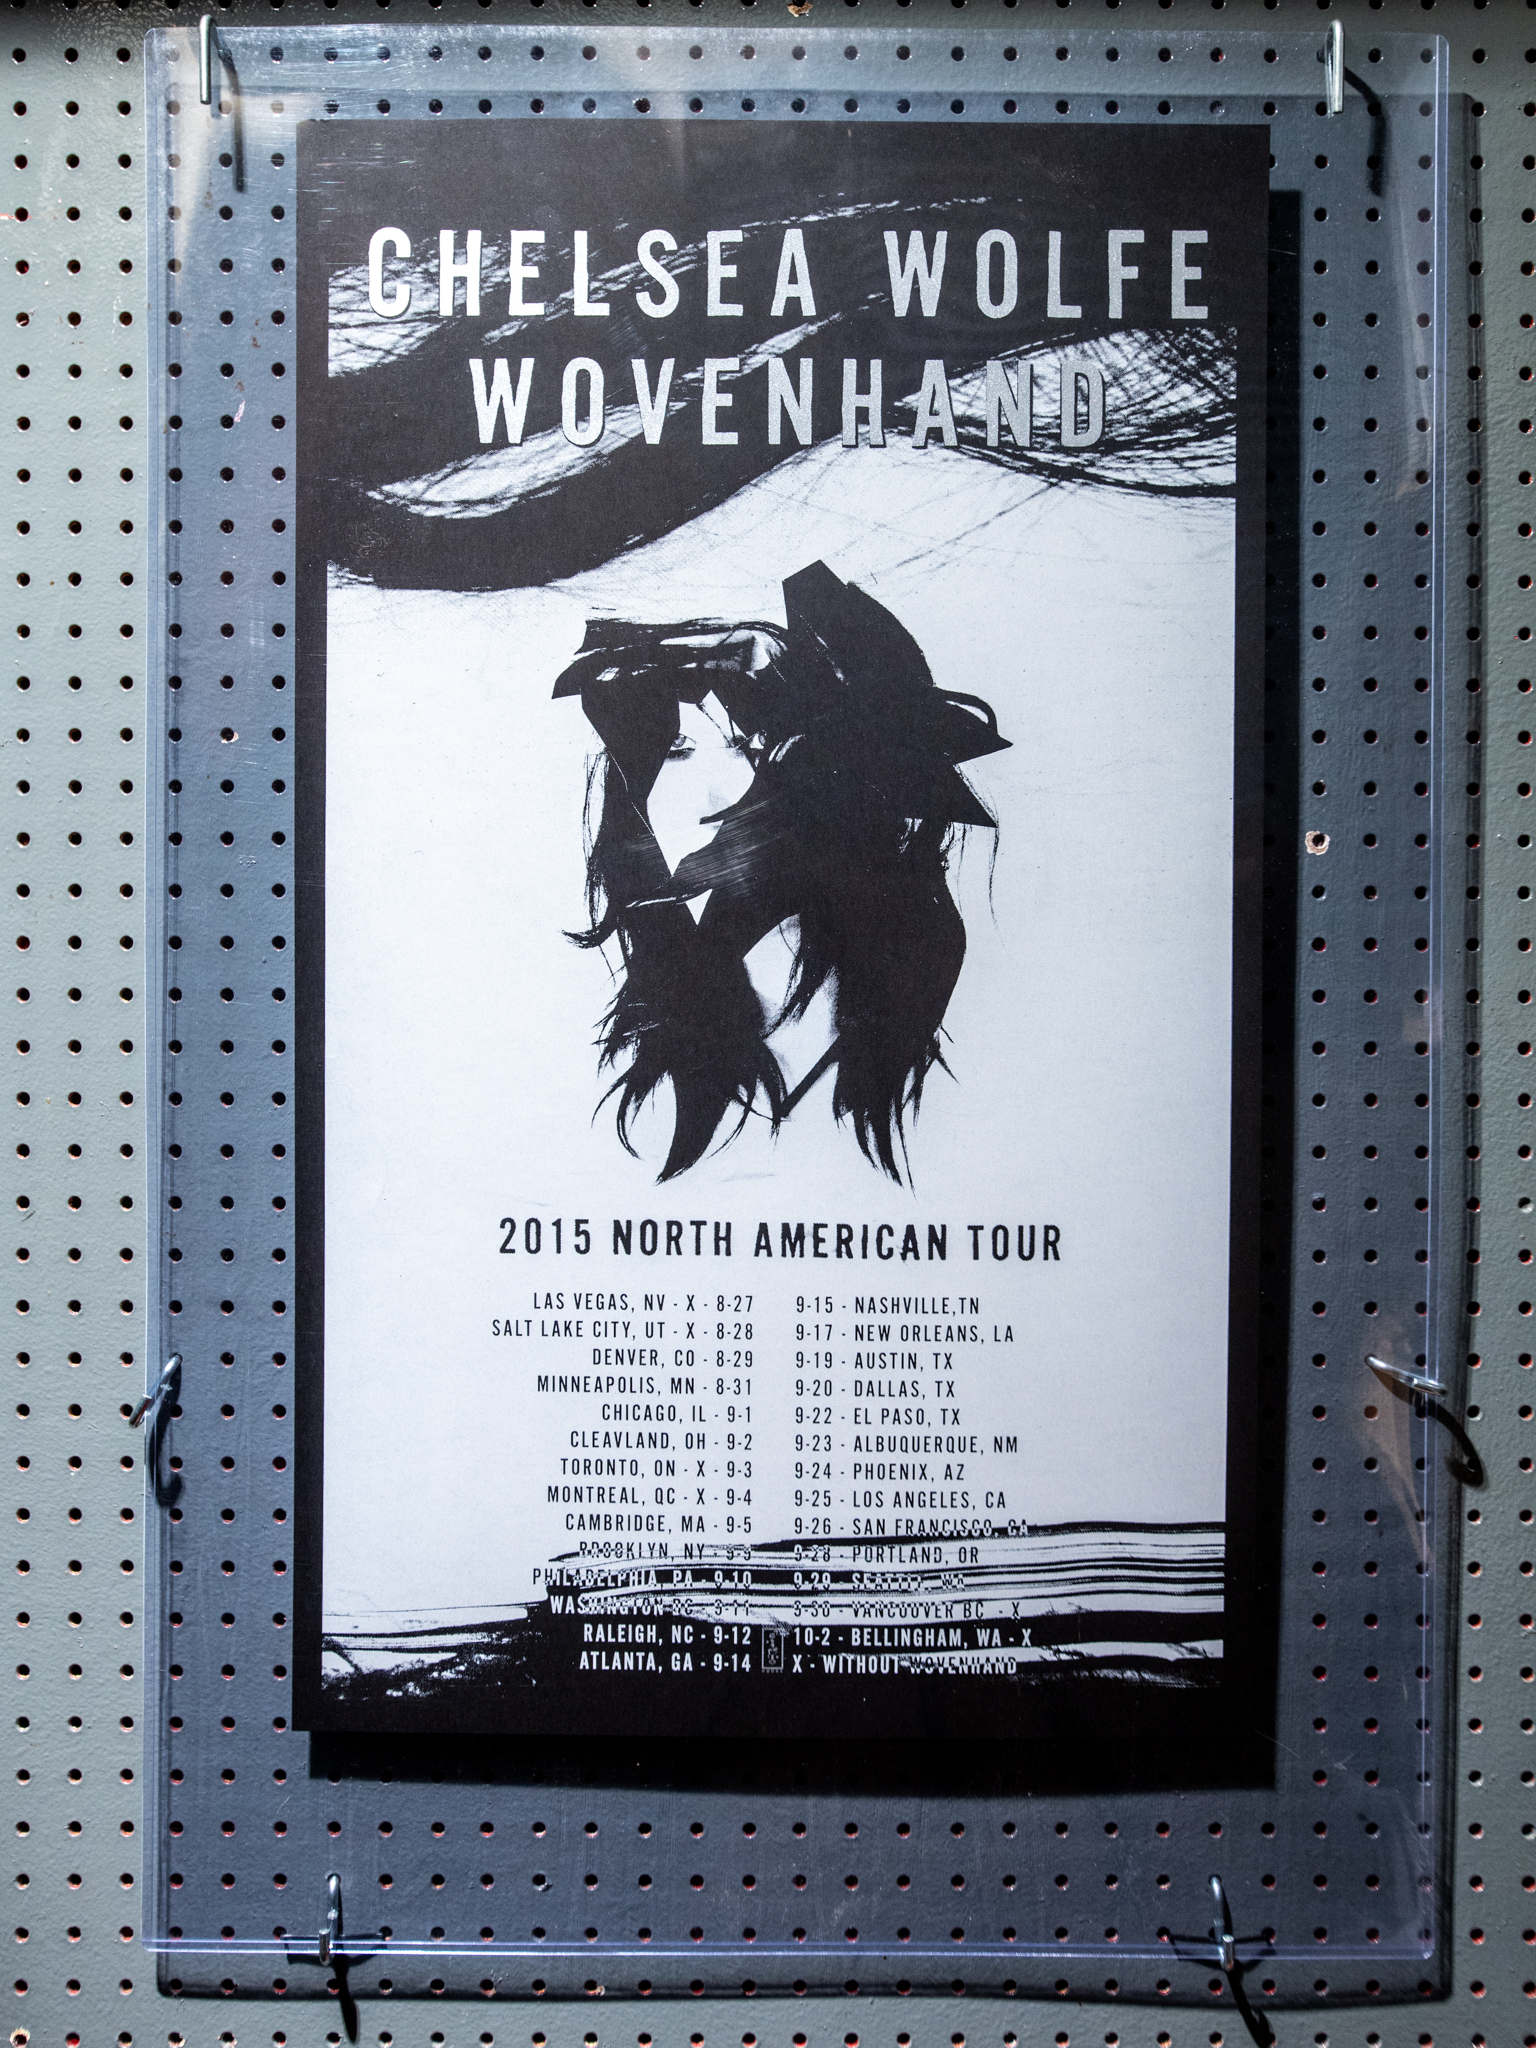 CHELSEA WOLFE
WOVENHAND
2015 NORTH AMERICAN TOUR
LAS VEGAS, NV - X - 8-27
SALT LAKE CITY, UT - X - 8-28
DENVER, CO - 8-29
MINNEAPOLIS, MN - 8-31
CHICAGO, IL - 9-1
CLEAVLAND, OH - 9-2
TORONTO, ON - X - 9-3
MONTREAL, QC - X - 9-4
CAMBRIDGE, MA - 9-5
BROOKLYN, NY - 9-9
PHILADELPHIA, PA - 9-10
WASHINGTON DC - 9-11
RALEIGH, NC - 9-12
ATLANTA, GA - 9-14
9-15 - NASHVILLE,TN
9-17 - NEW ORLEANS, LA
9-19 - AUSTIN, TX
9-20 - DALLAS, TX
9-22 - EL PASO, TX
9-23 - ALBUQUERQUE, NM
9-24 - PHOENIX, AZ
9-25 - LOS ANGELES, CA
9-26 - SAN FRANCISCO, CA
9-28 - PORTLAND, OR
9-29 - SEATTLE, WA
9-30 - VANCOUVER BC - X
10-2 - BELLINGHAM, WA - X
X - WITHOUT WOVENHAND